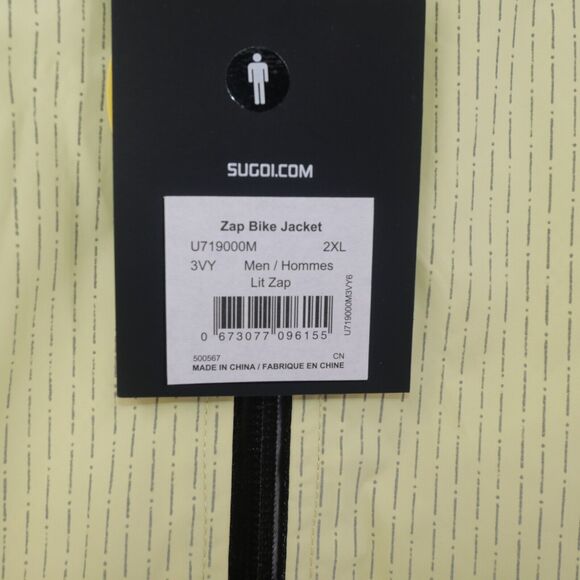 SUGOI.COM
Zap Bike Jacket
U719000M 2XL
3VY Men / Hommes
Lit Zap
U719000M3VY6
0 673077 096155
500567 CN
MADE IN CHINA / FABRIQUE EN CHINE